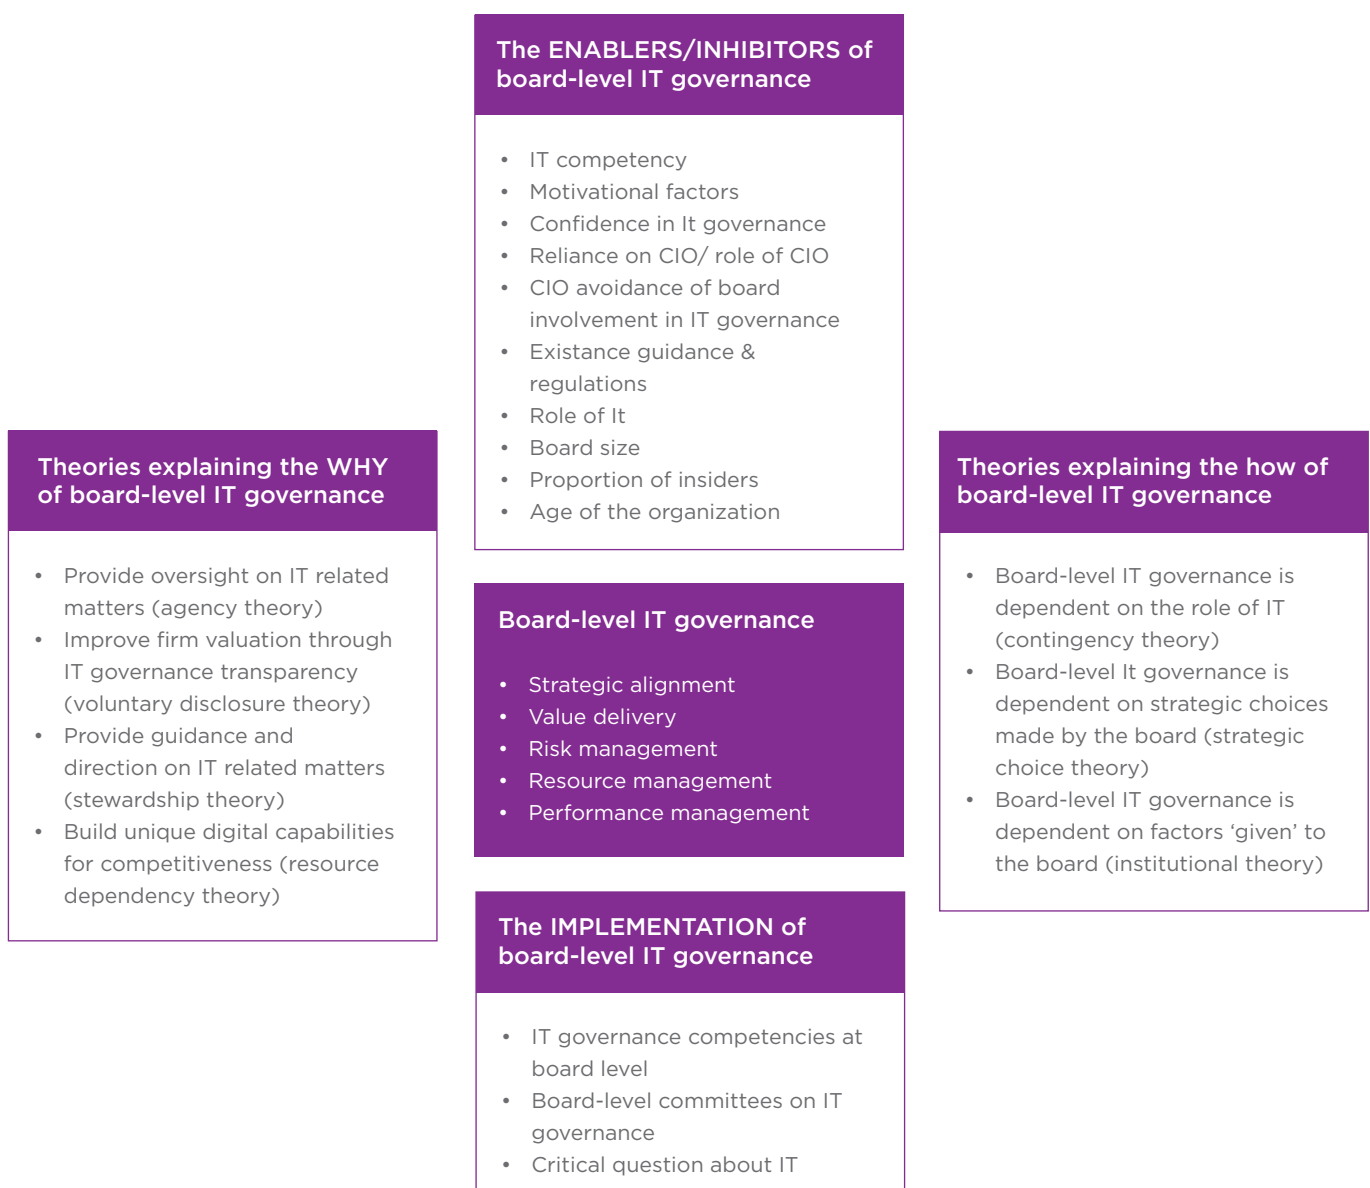 The ENABLERS/INHIBITORS of
board-level IT governance
• IT competency
• Motivational factors
• Confidence in It governance
• Reliance on CIO/ role of CIO
• CIO avoidance of board
involvement in IT governance
• Existance guidance &
regulations
• Role of It
• Board size
• Proportion of insiders
• Age of the organization
Theories explaining the WHY
of board-level IT governance
• Provide oversight on IT related
matters (agency theory)
• Improve firm valuation through
IT governance transparency
(voluntary disclosure theory)
• Provide guidance and
direction on IT related matters
(stewardship theory)
• Build unique digital capabilities
for competitiveness (resource
dependency theory)
Board-level IT governance
• Strategic alignment
• Value delivery
• Risk management
• Resource management
• Performance management
Theories explaining the how of
board-level IT governance
• Board-level IT governance is
dependent on the role of IT
(contingency theory)
• Board-level It governance is
dependent on strategic choices
made by the board (strategic
choice theory)
• Board-level IT governance is
dependent on factors ‘given’ to
the board (institutional theory)
The IMPLEMENTATION of
board-level IT governance
• IT governance competencies at
board level
• Board-level committees on IT
governance
• Critical question about IT